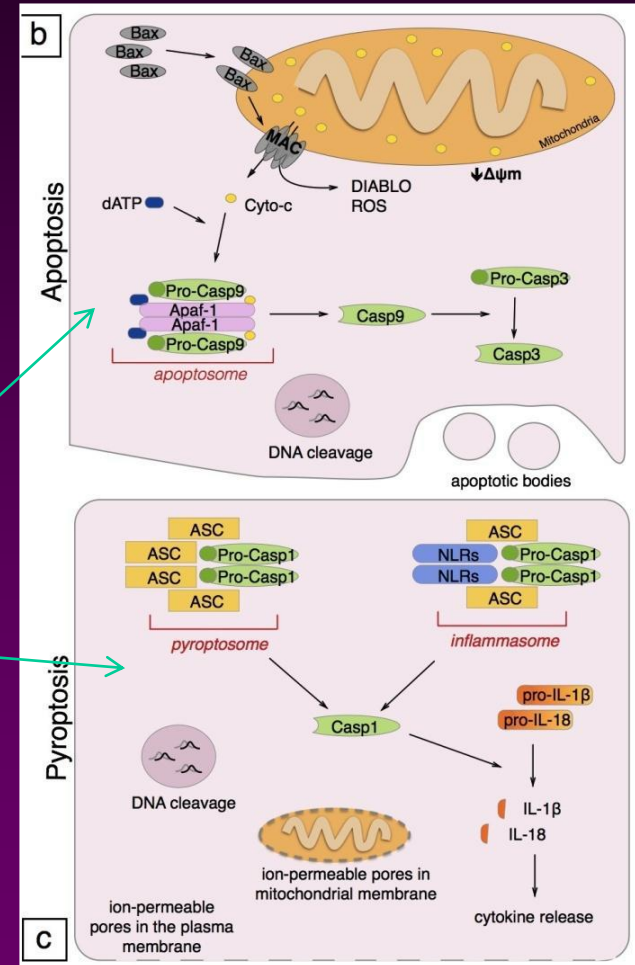 b
Apoptosis
Bax
Bax
Bax
Bax
Bax
MAC
Mitochondria
↓Δψm
DIABLO
ROS
dATP
Cyto-c
Pro-Casp9
Apaf-1
Apaf-1
Pro-Casp9
apoptosome
Casp9
Pro-Casp3
Casp3
DNA cleavage
apoptotic bodies
Pyroptosis
ASC
ASC
Pro-Casp1
ASC
Pro-Casp1
ASC
pyroptosome
ASC
NLRs
Pro-Casp1
NLRs
Pro-Casp1
ASC
inflammasome
Casp1
pro-IL-1β
pro-IL-18
IL-1β
IL-18
cytokine release
DNA cleavage
ion-permeable pores in
mitochondrial membrane
ion-permeable
pores in the plasma
membrane
c